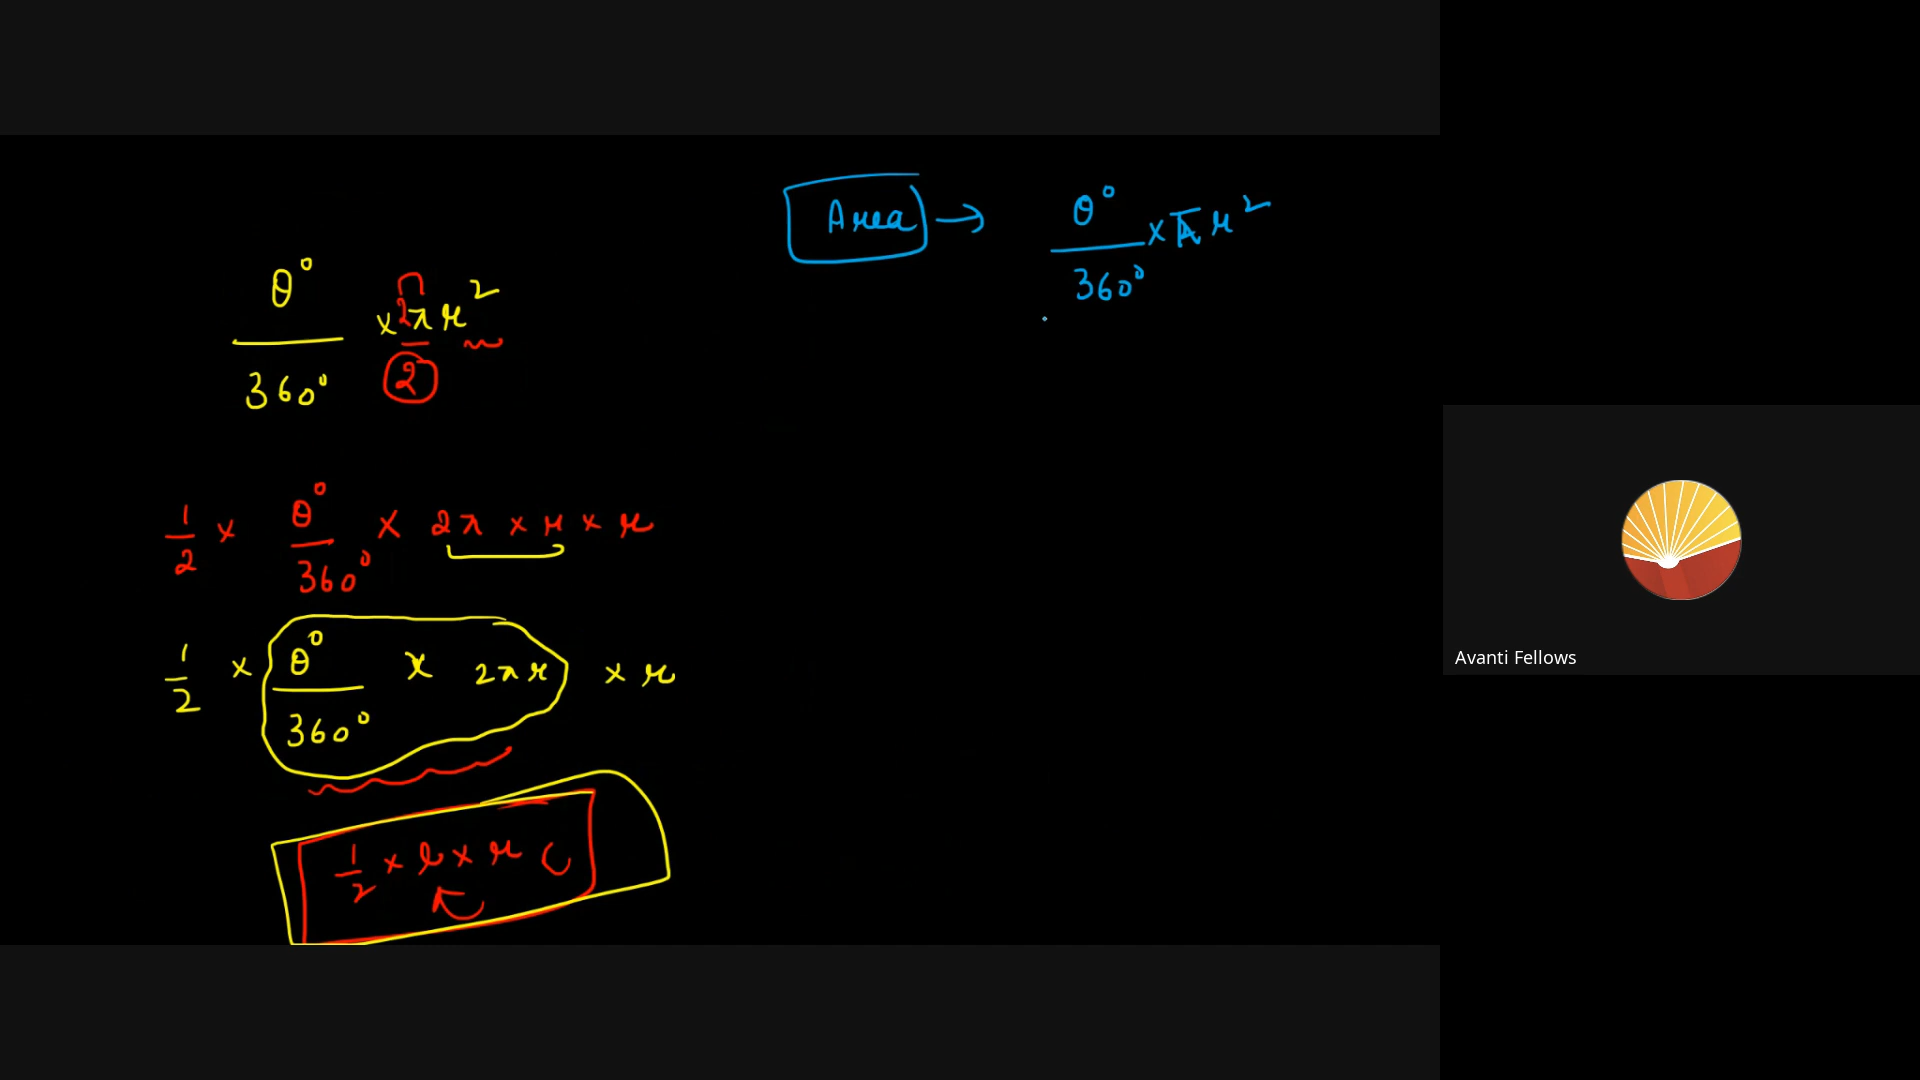 Area → θ°/360° × πr²
θ°/360° × 2πr²/2
1/2 × θ°/360° × 2π × r × r
1/2 × θ°/360° × 2πr × r
1/2 × l × r
Avanti Fellows